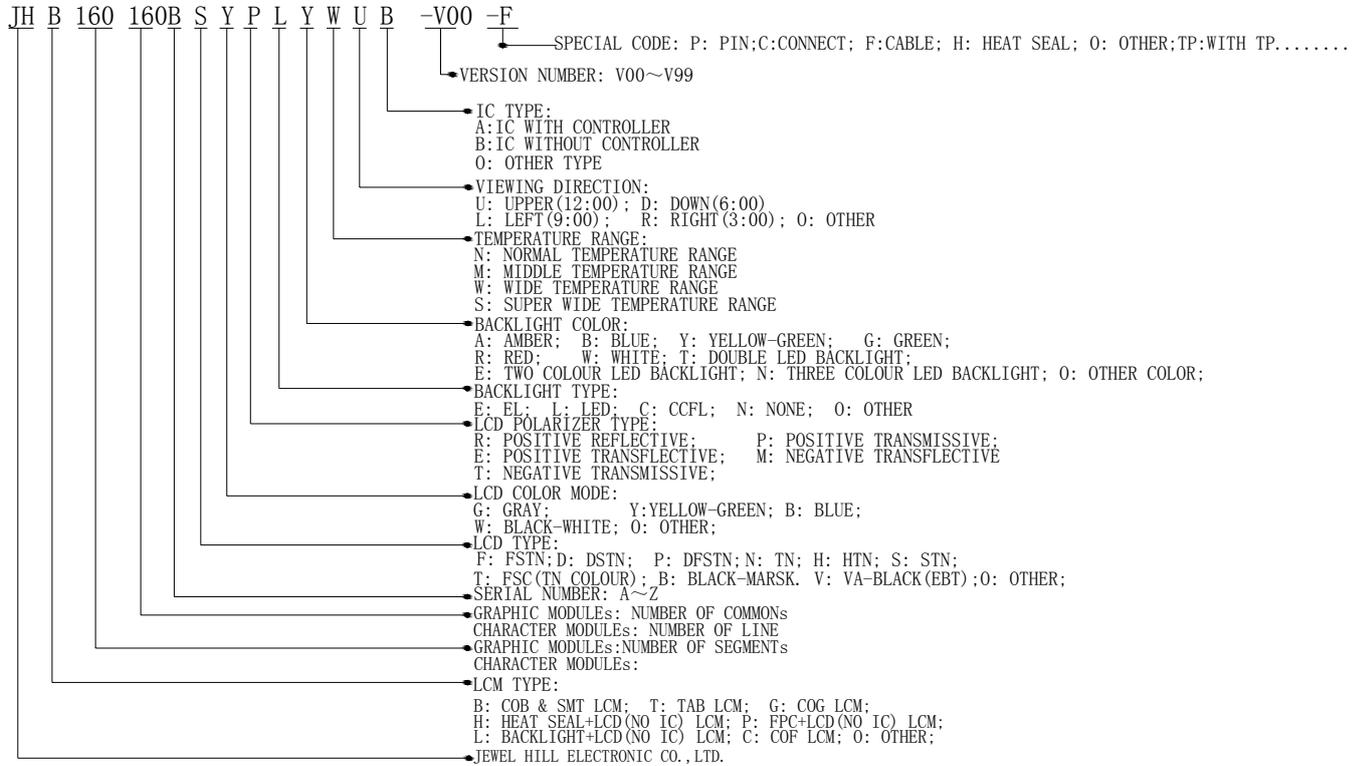 JH B 160 160B S Y P L Y W U B -V00 -F
SPECIAL CODE: P: PIN;C:CONNECT; F:CABLE; H: HEAT SEAL; O: OTHER;TP:WITH TP........
VERSION NUMBER: V00～V99
IC TYPE:
A:IC WITH CONTROLLER
B:IC WITHOUT CONTROLLER
O: OTHER TYPE
VIEWING DIRECTION:
U: UPPER(12:00); D: DOWN(6:00)
L: LEFT(9:00); R: RIGHT(3:00); O: OTHER
TEMPERATURE RANGE:
N: NORMAL TEMPERATURE RANGE
M: MIDDLE TEMPERATURE RANGE
W: WIDE TEMPERATURE RANGE
S: SUPER WIDE TEMPERATURE RANGE
BACKLIGHT COLOR:
A: AMBER; B: BLUE; Y: YELLOW-GREEN; G: GREEN;
R: RED; W: WHITE; T: DOUBLE LED BACKLIGHT;
E: TWO COLOUR LED BACKLIGHT; N: THREE COLOUR LED BACKLIGHT; O: OTHER COLOR;
BACKLIGHT TYPE:
E: EL; L: LED; C: CCFL; N: NONE; O: OTHER
LCD POLARIZER TYPE:
R: POSITIVE REFLECTIVE; P: POSITIVE TRANSMISSIVE;
E: POSITIVE TRANSFLECTIVE; M: NEGATIVE TRANSFLECTIVE
T: NEGATIVE TRANSMISSIVE;
LCD COLOR MODE:
G: GRAY; Y:YELLOW-GREEN; B: BLUE;
W: BLACK-WHITE; O: OTHER;
LCD TYPE:
F: FSTN;D: DSTN; P: DFSTN;N: TN; H: HTN; S: STN;
T: FSC(TN COLOUR); B: BLACK-MARSK. V: VA-BLACK(EBT);O: OTHER;
SERIAL NUMBER: A～Z
GRAPHIC MODULEs: NUMBER OF COMMONs
CHARACTER MODULEs: NUMBER OF LINE
GRAPHIC MODULEs:NUMBER OF SEGMENTs
CHARACTER MODULEs:
LCM TYPE:
B: COB & SMT LCM; T: TAB LCM; G: COG LCM;
H: HEAT SEAL+LCD(NO IC) LCM; P: FPC+LCD(NO IC) LCM;
L: BACKLIGHT+LCD(NO IC) LCM; C: COF LCM; O: OTHER;
JEWEL HILL ELECTRONIC CO.,LTD.